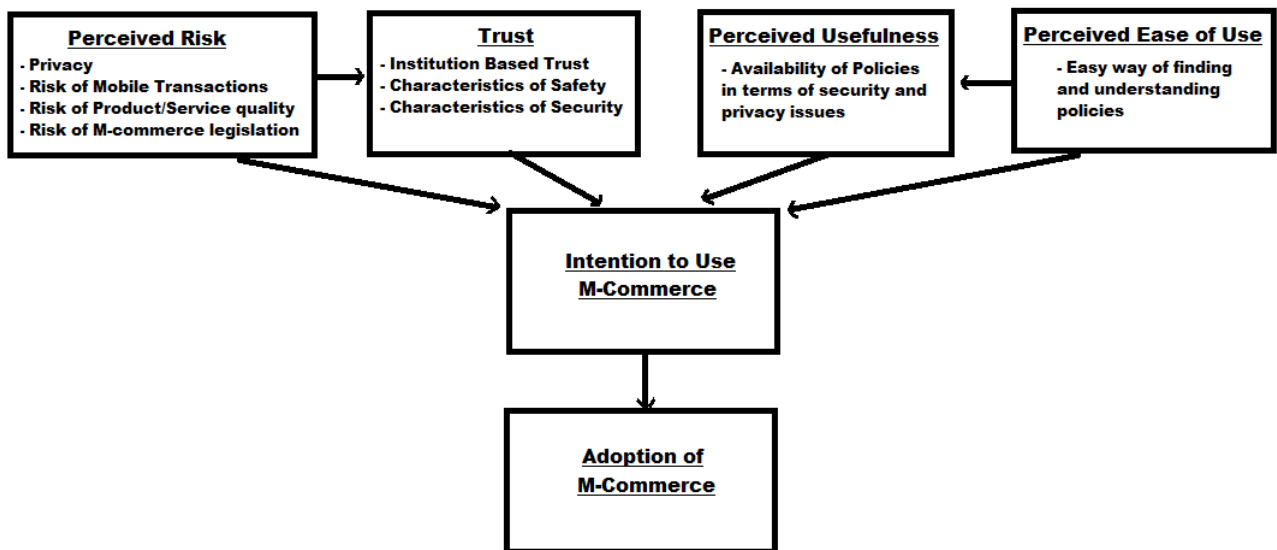 Perceived Risk
- Privacy
- Risk of Mobile Transactions
- Risk of Product/Service quality
- Risk of M-commerce legislation
Trust
- Institution Based Trust
- Characteristics of Safety
- Characteristics of Security
Perceived Usefulness
- Availability of Policies
in terms of security and
privacy issues
Perceived Ease of Use
- Easy way of finding
and understanding
policies
Intention to Use
M-Commerce
Adoption of
M-Commerce